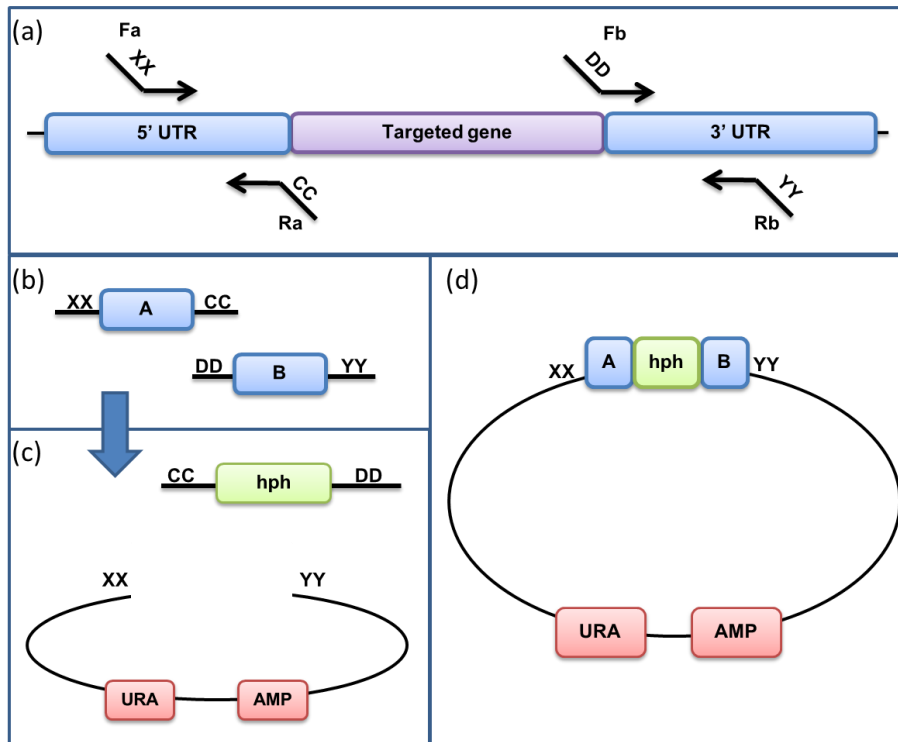 (a)
Fa
Fb
XX
DD
5' UTR
Targeted gene
3' UTR
CC
YY
Ra
Rb
(b)
XX
A
CC
DD
B
YY
(c)
CC
hph
DD
XX
YY
URA
AMP
(d)
XX
A
hph
B
YY
URA
AMP